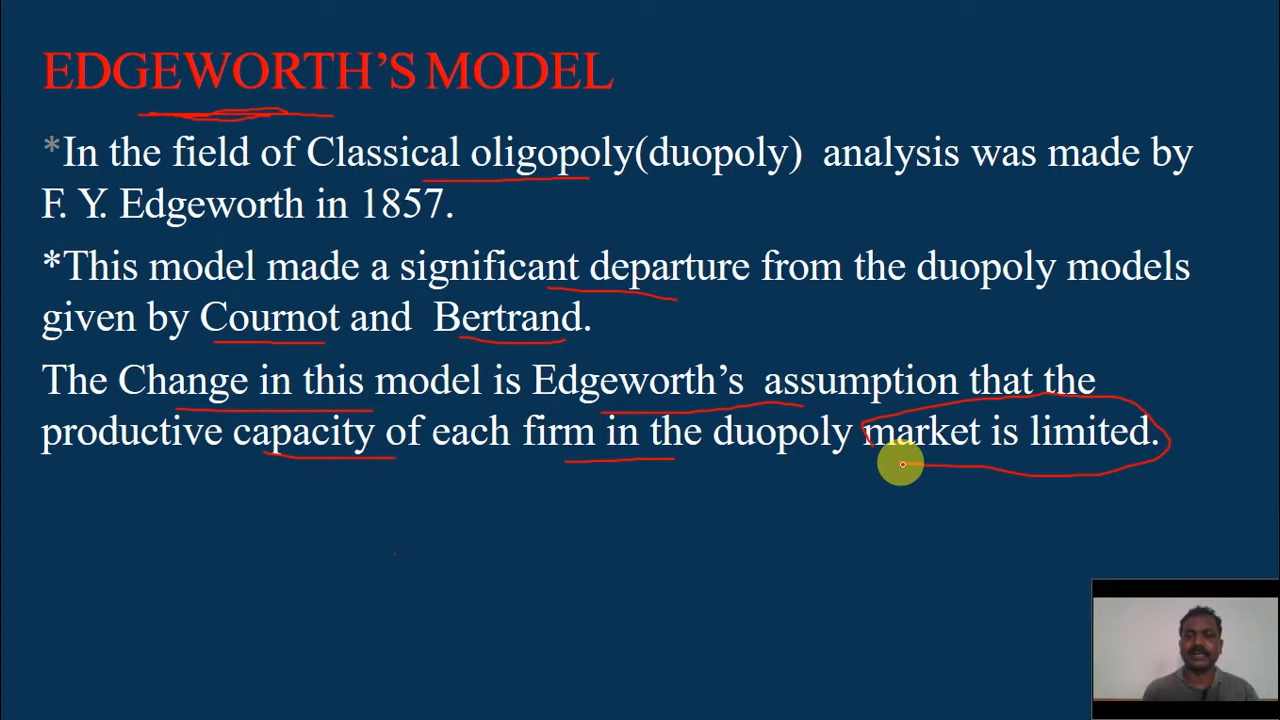 EDGEWORTH’S MODEL
*In the field of Classical oligopoly(duopoly) analysis was made by
F. Y. Edgeworth in 1857.
*This model made a significant departure from the duopoly models
given by Cournot and Bertrand.
The Change in this model is Edgeworth’s assumption that the
productive capacity of each firm in the duopoly market is limited.